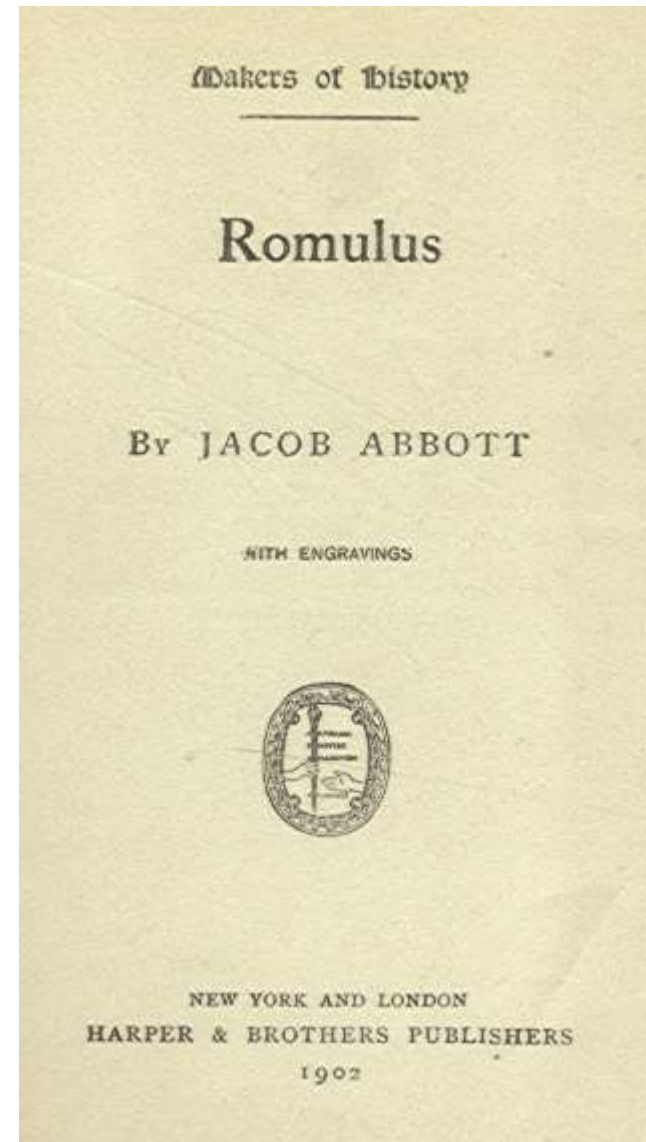 Makers of History
Romulus
BY JACOB ABBOTT
WITH ENGRAVINGS
NEW YORK AND LONDON
HARPER & BROTHERS PUBLISHERS
1902